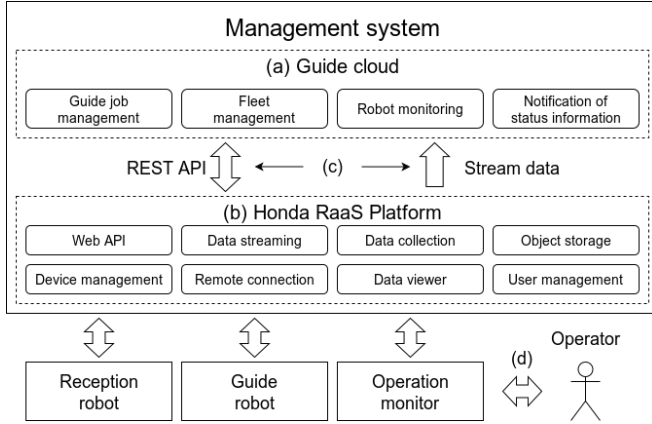 Management system
(a) Guide cloud
Guide job
management
Fleet
management
Robot monitoring
Notification of
status information
REST API
(c)
Stream data
(b) Honda RaaS Platform
Web API
Data streaming
Data collection
Object storage
Device management
Remote connection
Data viewer
User management
Reception
robot
Guide
robot
Operation
monitor
(d)
Operator